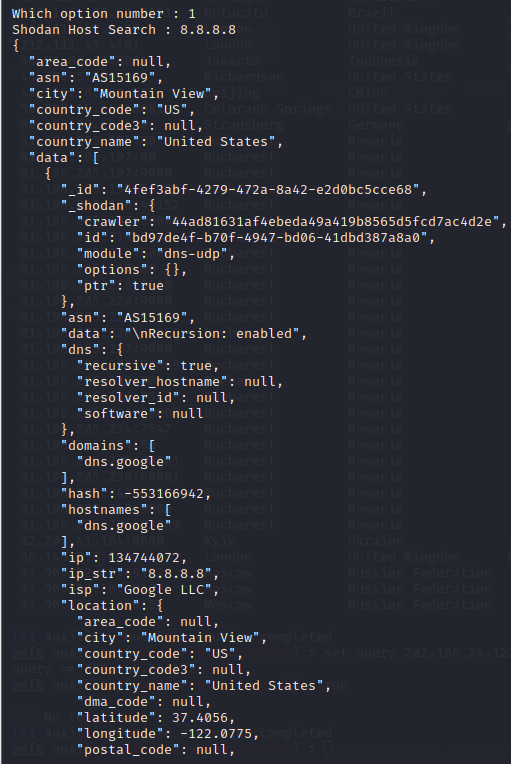 Which option number : 1
Shodan Host Search : 8.8.8.8
{
  "area_code": null,
  "asn": "AS15169",
  "city": "Mountain View",
  "country_code": "US",
  "country_code3": null,
  "country_name": "United States",
  "data": [
    {
      "_id": "4fef3abf-4279-472a-8a42-e2d0bc5cce68",
      "_shodan": {
        "crawler": "44ad81631af4ebeda49a419b8565d5fcd7ac4d2e",
        "id": "bd97de4f-b70f-4947-bd06-41dbd387a8a0",
        "module": "dns-udp",
        "options": {},
        "ptr": true
      },
      "asn": "AS15169",
      "data": "\nRecursion: enabled",
      "dns": {
        "recursive": true,
        "resolver_hostname": null,
        "resolver_id": null,
        "software": null
      },
      "domains": [
        "dns.google"
      ],
      "hash": -553166942,
      "hostnames": [
        "dns.google"
      ],
      "ip": 134744072,
      "ip_str": "8.8.8.8",
      "isp": "Google LLC",
      "location": {
        "area_code": null,
        "city": "Mountain View",
        "country_code": "US",
        "country_code3": null,
        "country_name": "United States",
        "dma_code": null,
        "latitude": 37.4056,
        "longitude": -122.0775,
        "postal_code": null,